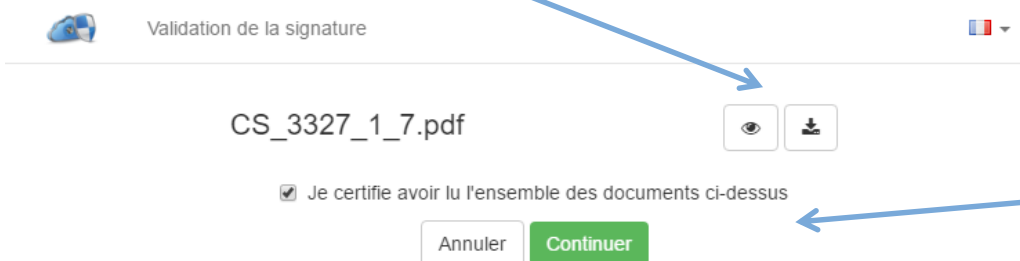 Validation de la signature
CS_3327_1_7.pdf
Je certifie avoir lu l'ensemble des documents ci-dessus
Annuler Continuer